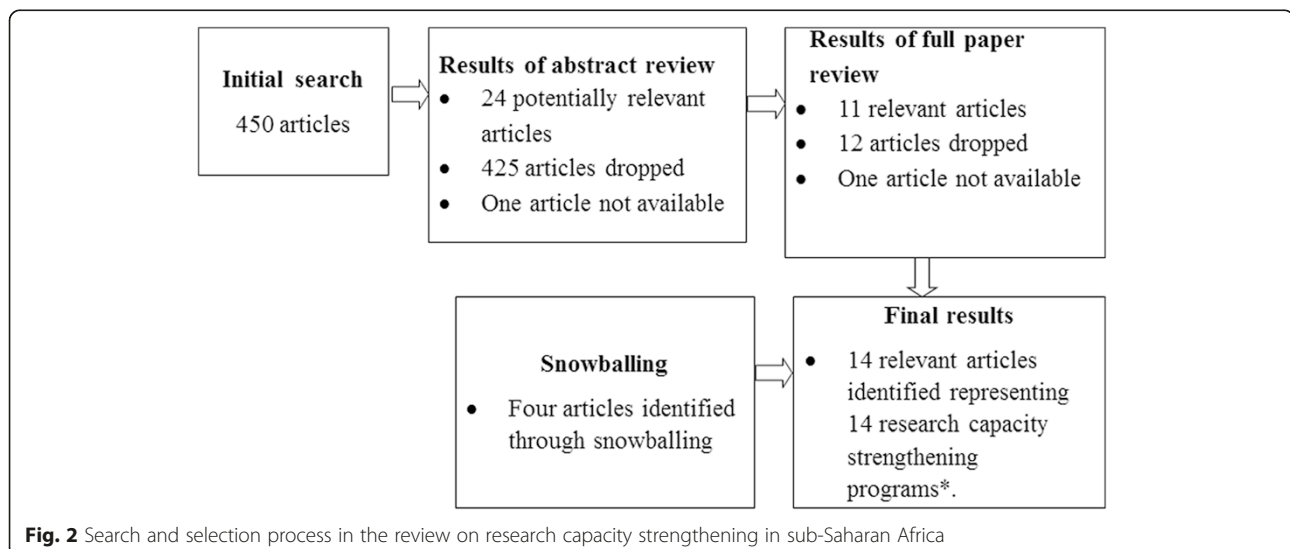 Initial search
450 articles
Results of abstract review
● 24 potentially relevant
articles
● 425 articles dropped
● One article not available
Results of full paper
review
● 11 relevant articles
● 12 articles dropped
● One article not available
Snowballing
● Four articles identified
through snowballing
Final results
● 14 relevant articles
identified representing
14 research capacity
strengthening
programs*.
Fig. 2 Search and selection process in the review on research capacity strengthening in sub-Saharan Africa